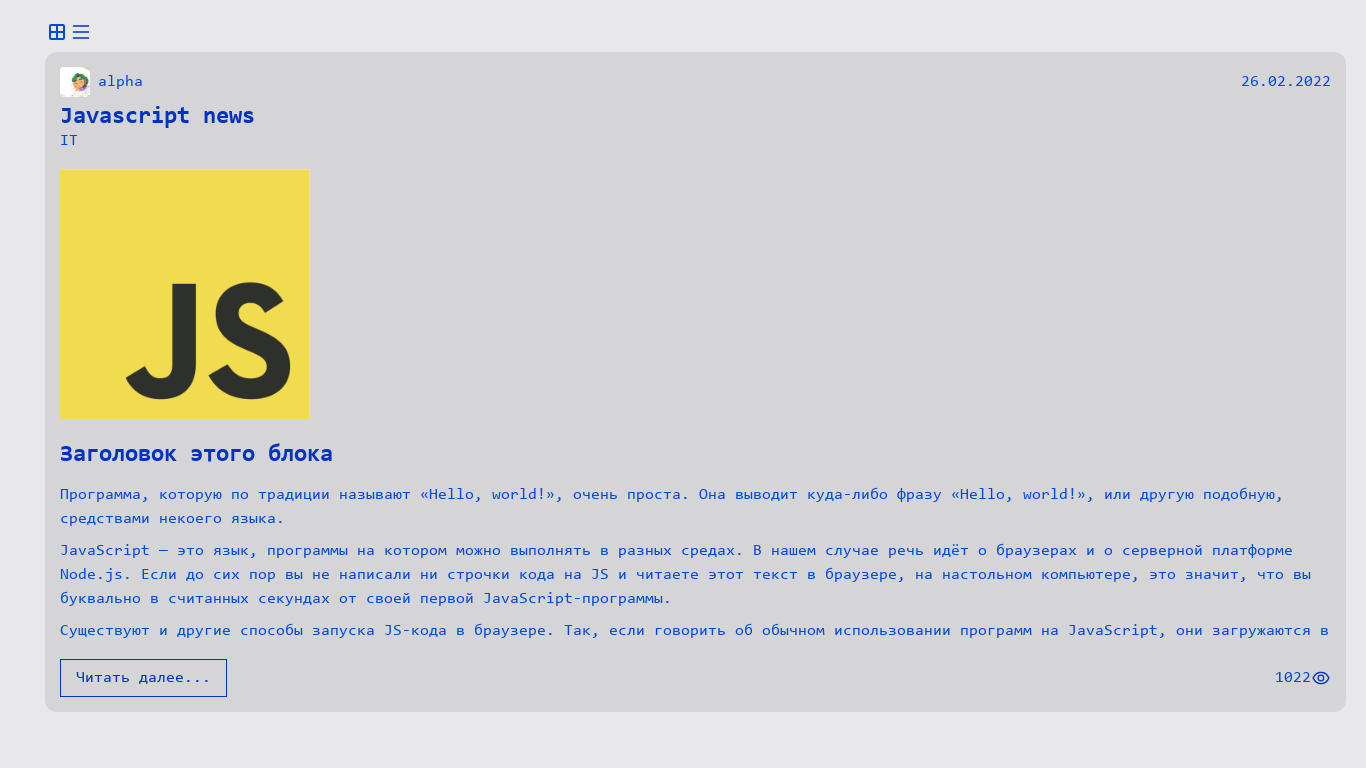 alpha
26.02.2022
Javascript news
IT
JS
Заголовок этого блока
Программа, которую по традиции называют «Hello, world!», очень проста. Она выводит куда-либо фразу «Hello, world!», или другую подобную,
средствами некоего языка.
JavaScript — это язык, программы на котором можно выполнять в разных средах. В нашем случае речь идёт о браузерах и о серверной платформе
Node.js. Если до сих пор вы не написали ни строчки кода на JS и читаете этот текст в браузере, на настольном компьютере, это значит, что вы
буквально в считанных секундах от своей первой JavaScript-программы.
Существуют и другие способы запуска JS-кода в браузере. Так, если говорить об обычном использовании программ на JavaScript, они загружаются в
Читать далее...
1022